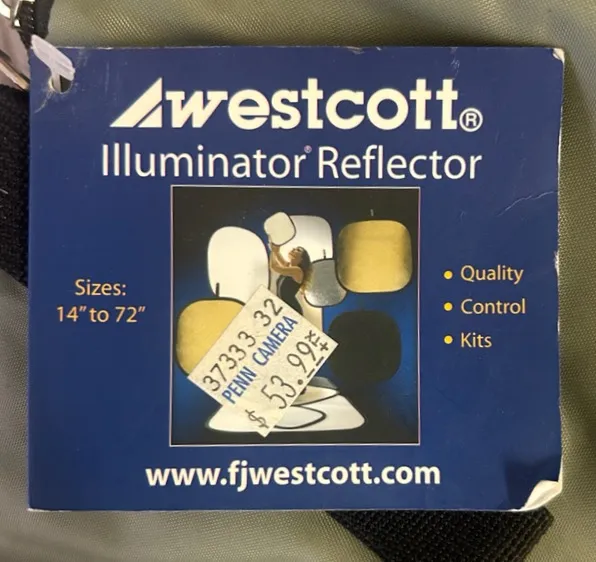 Westcott®
Illuminator® Reflector
Sizes:
14" to 72"
• Quality
• Control
• Kits
37333 32
PENN CAMERA
$ 53.99
www.fjwestcott.com